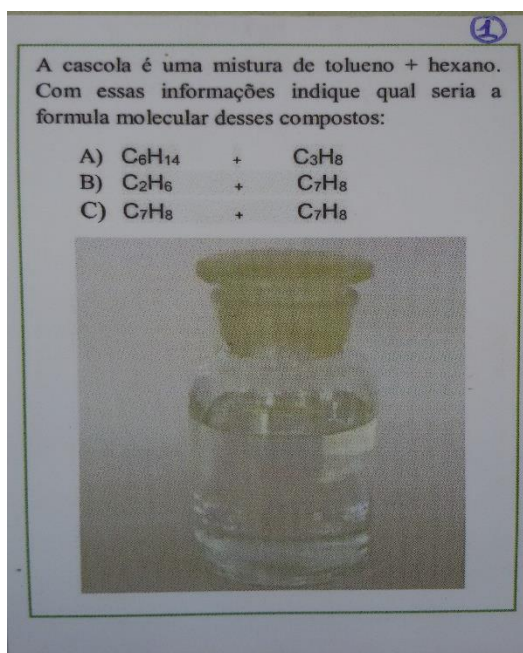 1
A cascola é uma mistura de tolueno + hexano.
Com essas informações indique qual seria a
formula molecular desses compostos:
A) C₆H₁₄ + C₃H₈
B) C₂H₆ + C₇H₈
C) C₇H₈ + C₇H₈